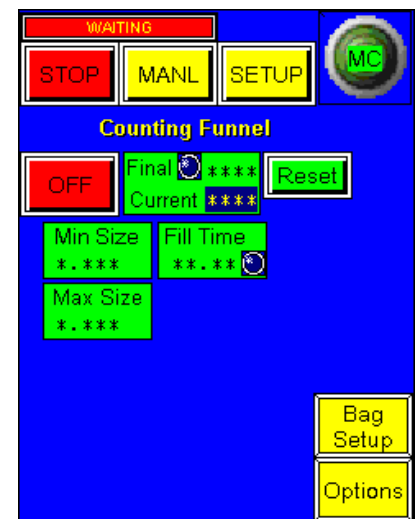 WAITING
STOP MANL SETUP MC
Counting Funnel
OFF Final **** Reset
Current ****
Min Size Fill Time
*.*** **.**
Max Size
*.***
Bag
Setup
Options